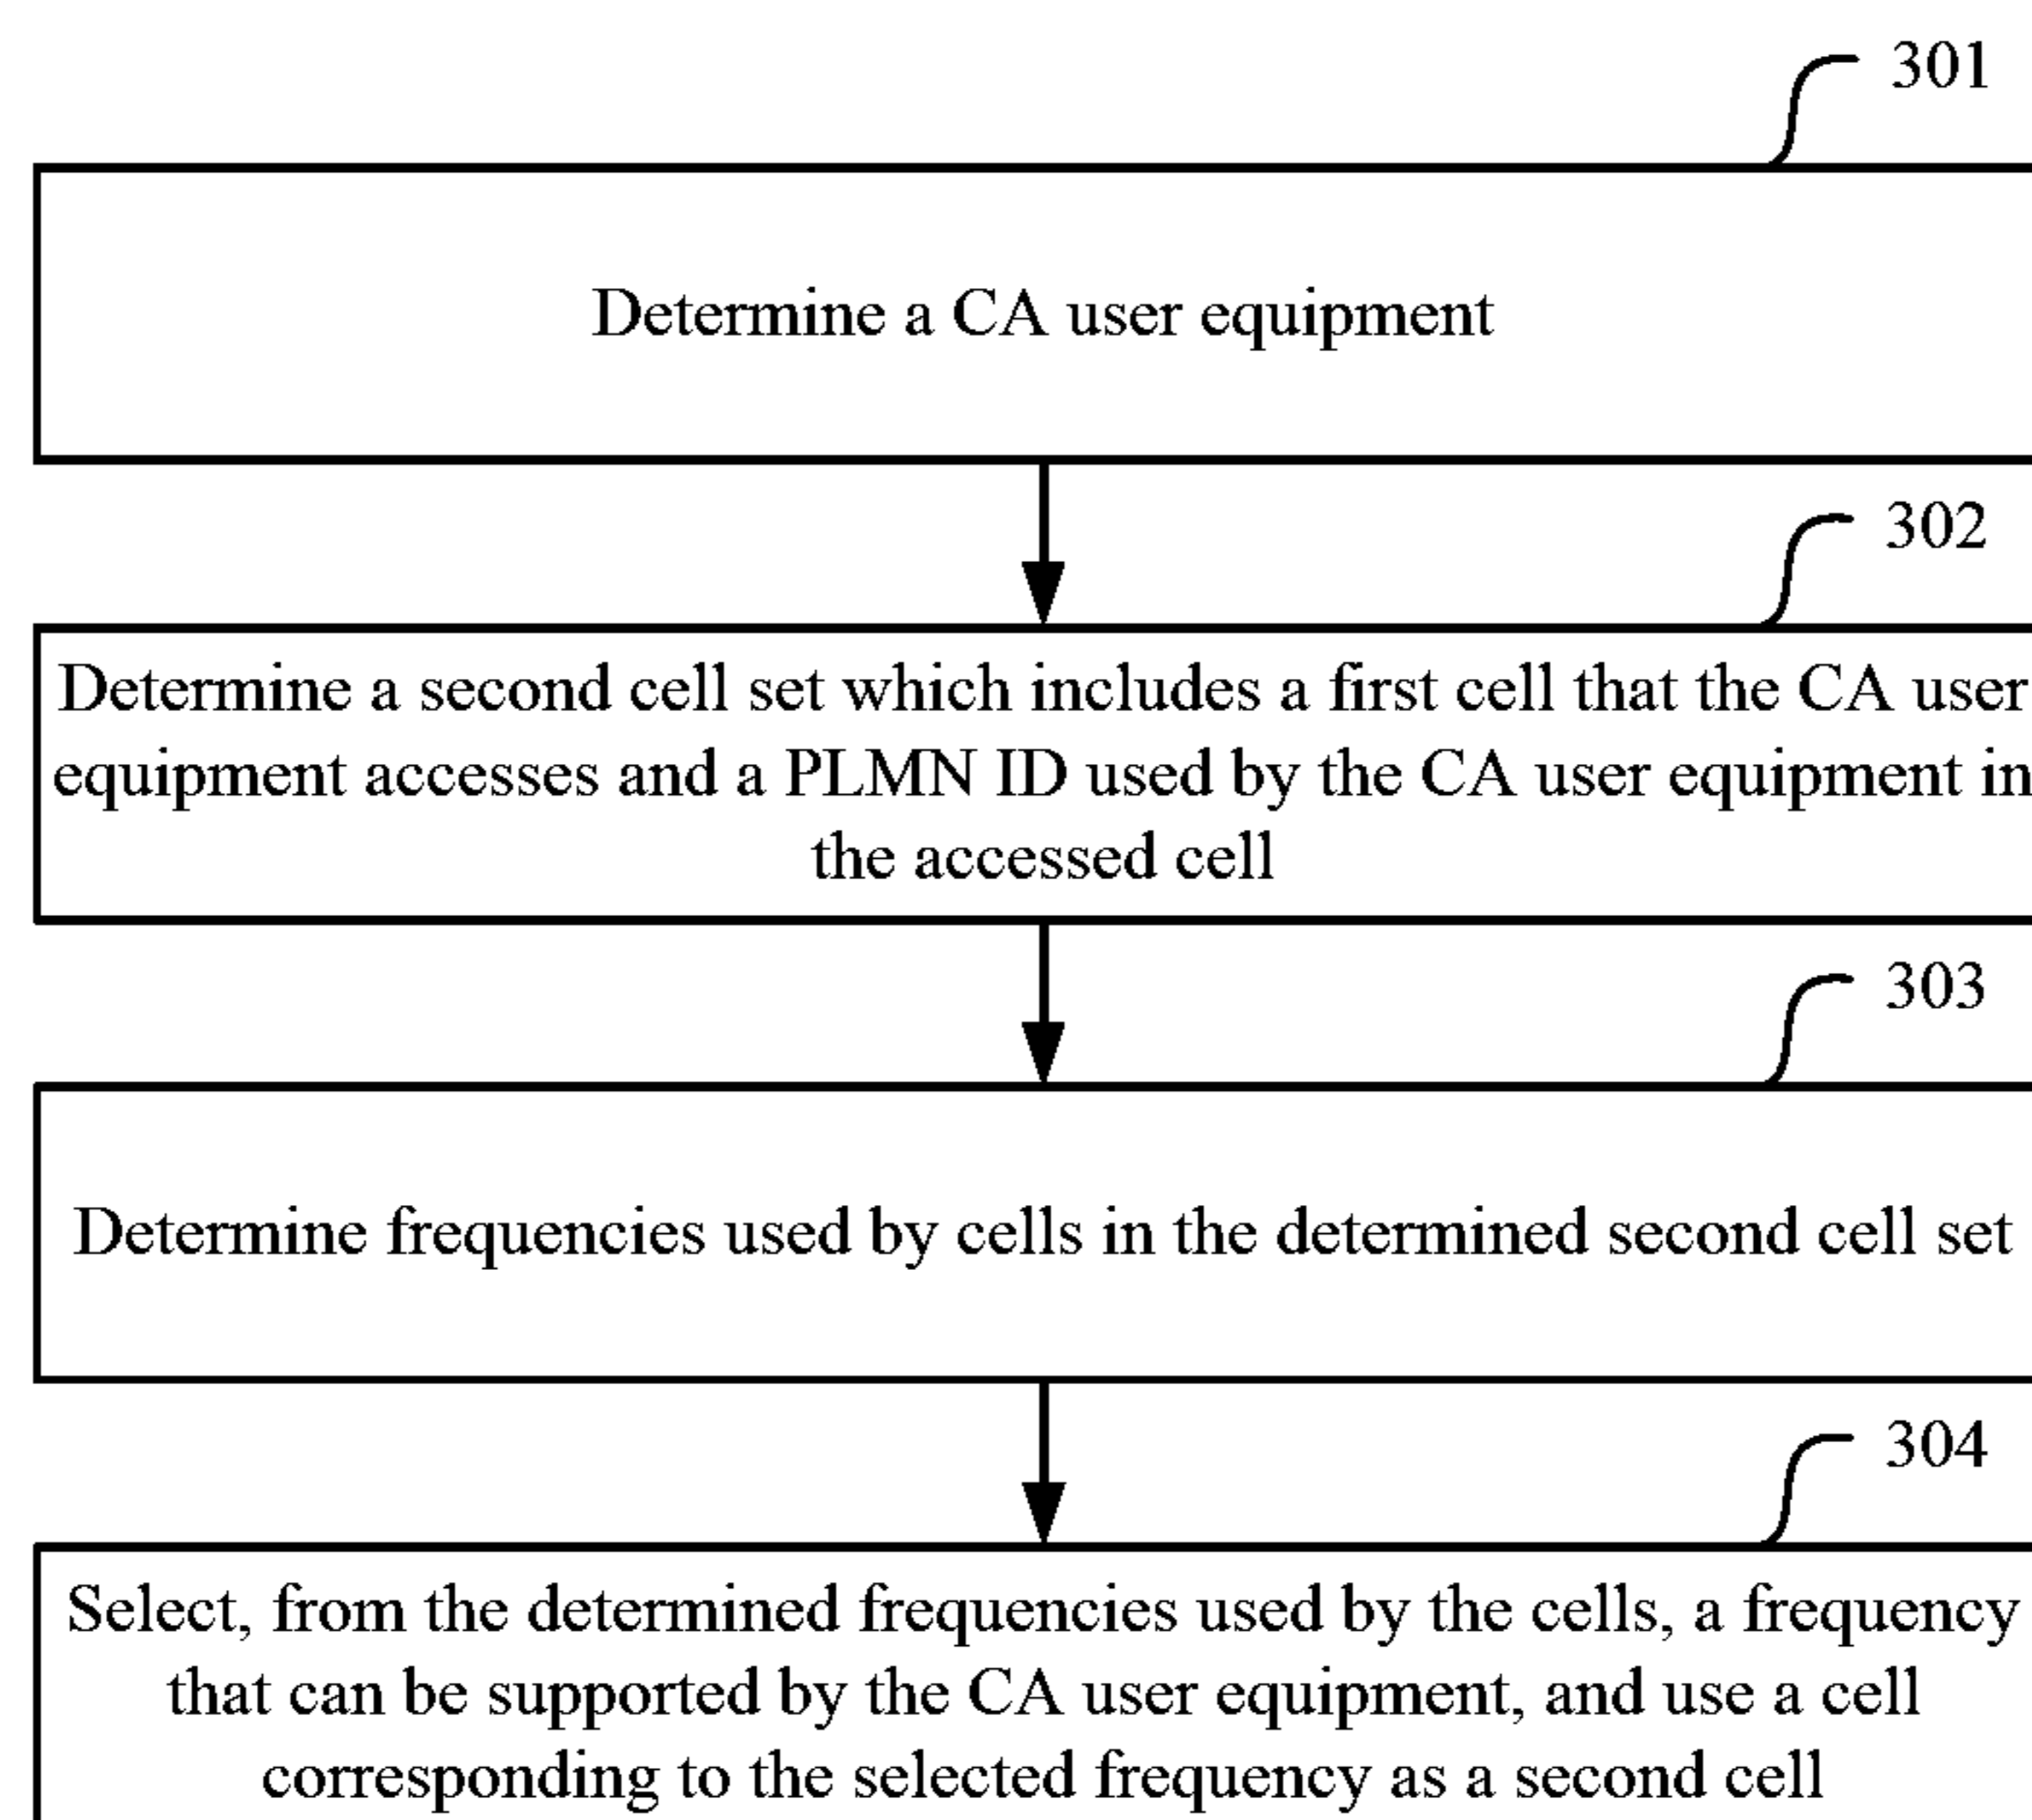 301
Determine a CA user equipment
302
Determine a second cell set which includes a first cell that the CA user
equipment accesses and a PLMN ID used by the CA user equipment in
the accessed cell
303
Determine frequencies used by cells in the determined second cell set
304
Select, from the determined frequencies used by the cells, a frequency
that can be supported by the CA user equipment, and use a cell
corresponding to the selected frequency as a second cell